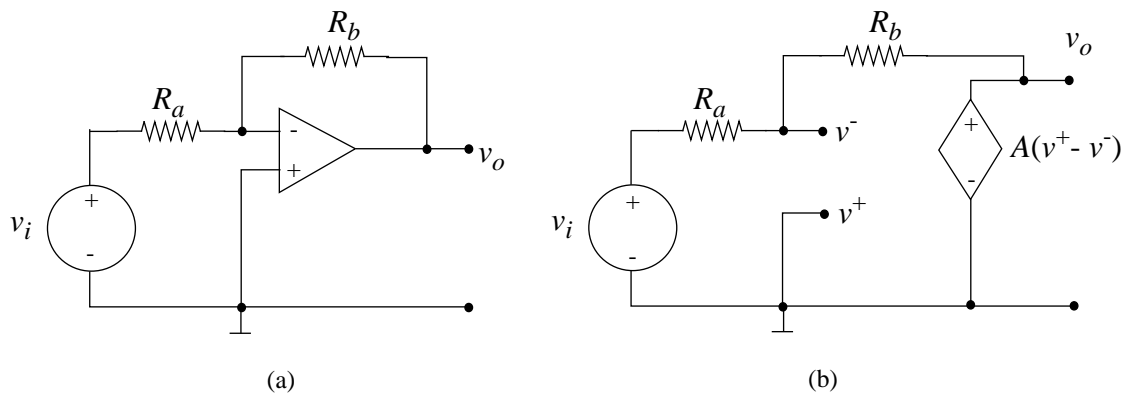 R_b
R_a
-
+
v_o
v_i
+
-
(a)
R_b
v_o
R_a
v^-
+
-
A(v^+ - v^-)
v^+
v_i
+
-
(b)